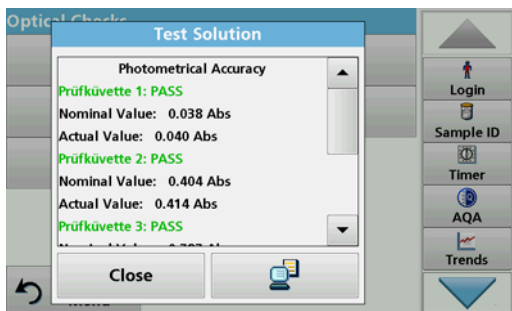 Optic
Test Solution
Photometrical Accuracy
Prüfküvette 1: PASS
Nominal Value: 0.038 Abs
Actual Value: 0.040 Abs
Prüfküvette 2: PASS
Nominal Value: 0.404 Abs
Actual Value: 0.414 Abs
Prüfküvette 3: PASS
Close
Login
Sample ID
Timer
AQA
Trends